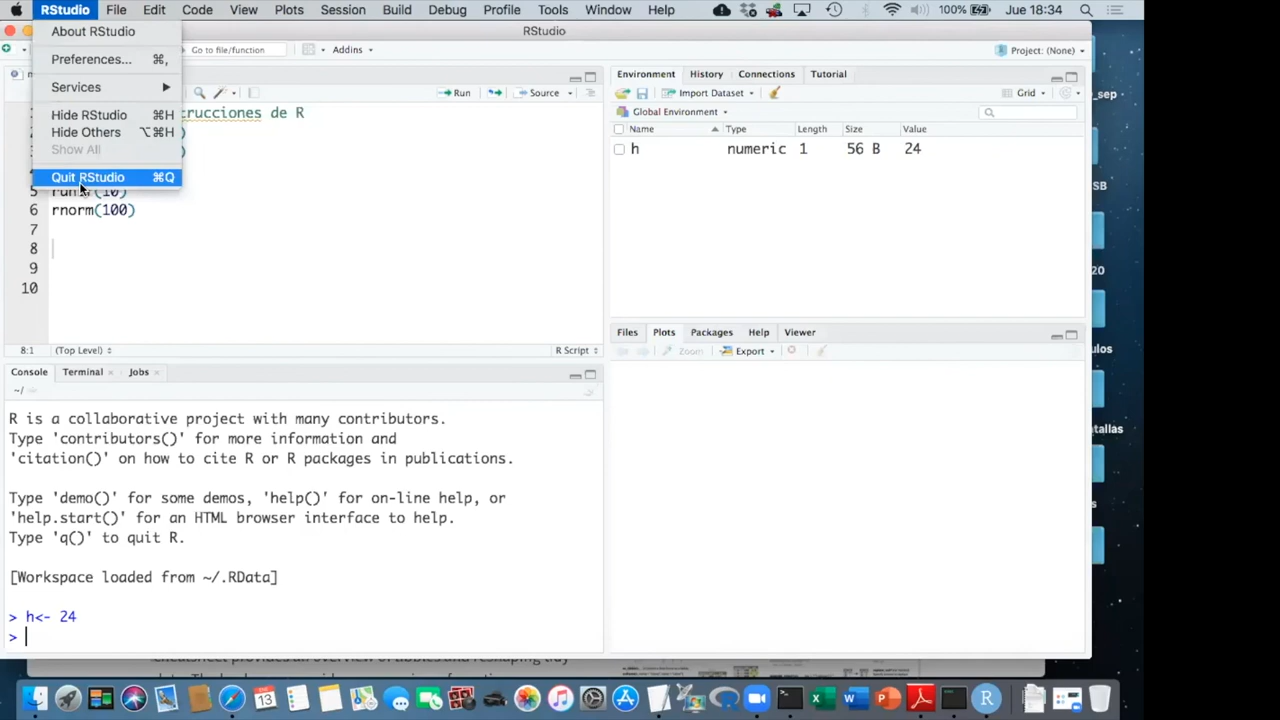 RStudio File Edit Code View Plots Session Build Debug Profile Tools Window Help 100% Jue 18:34
RStudio
About RStudio
Preferences... ⌘,
Services
Hide RStudio ⌘H
Hide Others ⌥⌘H
Show All
Quit RStudio ⌘Q
Go to file/function Addins Project: (None)
Run Source
rucciones de R
)
)
5
6 rnorm(100)
7
8
9
10
8:1 (Top Level) R Script
Environment History Connections Tutorial
Import Dataset Grid
Global Environment
Name Type Length Size Value
h numeric 1 56 B 24
Files Plots Packages Help Viewer
Zoom Export
Console Terminal Jobs
~/
R is a collaborative project with many contributors.
Type 'contributors()' for more information and
'citation()' on how to cite R or R packages in publications.
Type 'demo()' for some demos, 'help()' for on-line help, or
'help.start()' for an HTML browser interface to help.
Type 'q()' to quit R.
[Workspace loaded from ~/.RData]
> h<- 24
>
_sep
SB
20
ulos
ntallas
s
13